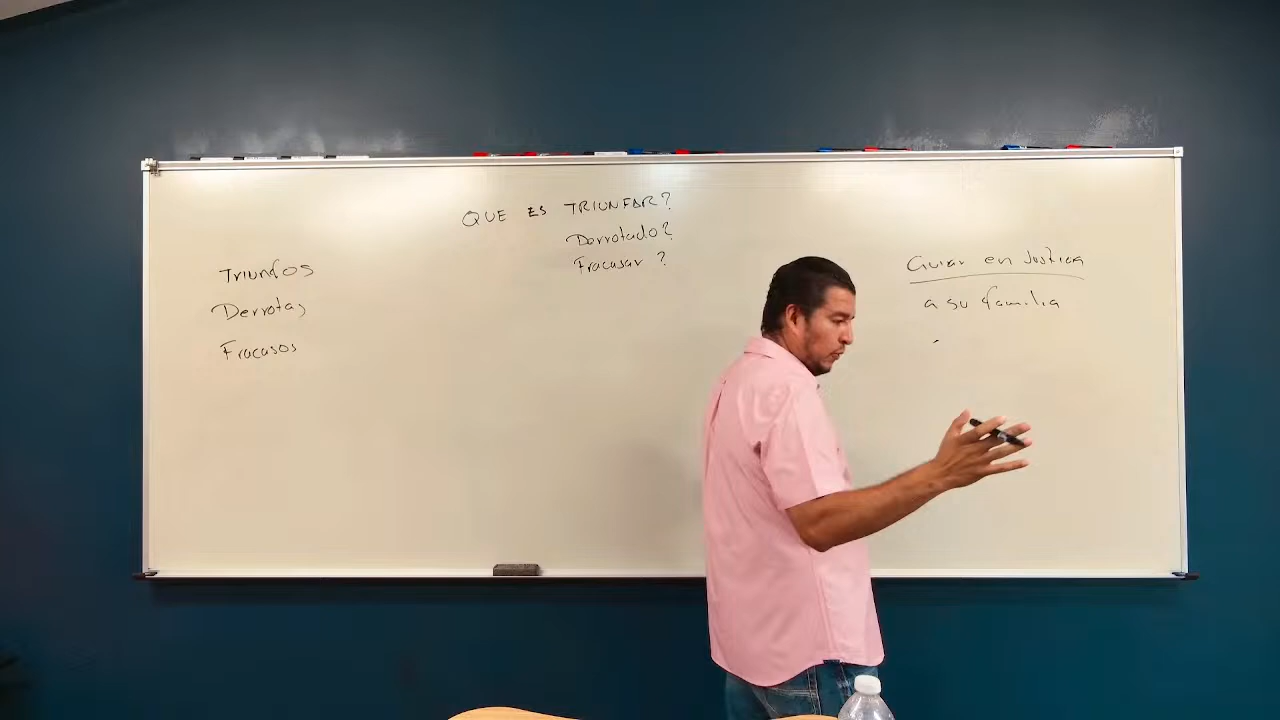 QUE ES TRIUNFAR?
Derrotado?
Fracasar ?
Triunfos
Derrotas
Fracasos
Guiar en Justicia
a su familia